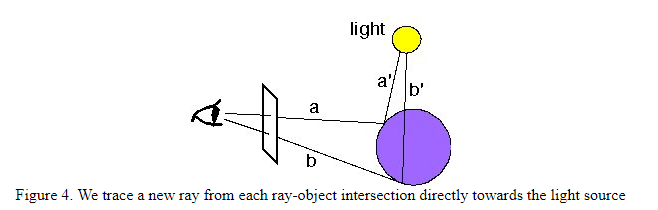 light
a'
b'
a
b
Figure 4. We trace a new ray from each ray-object intersection directly towards the light source